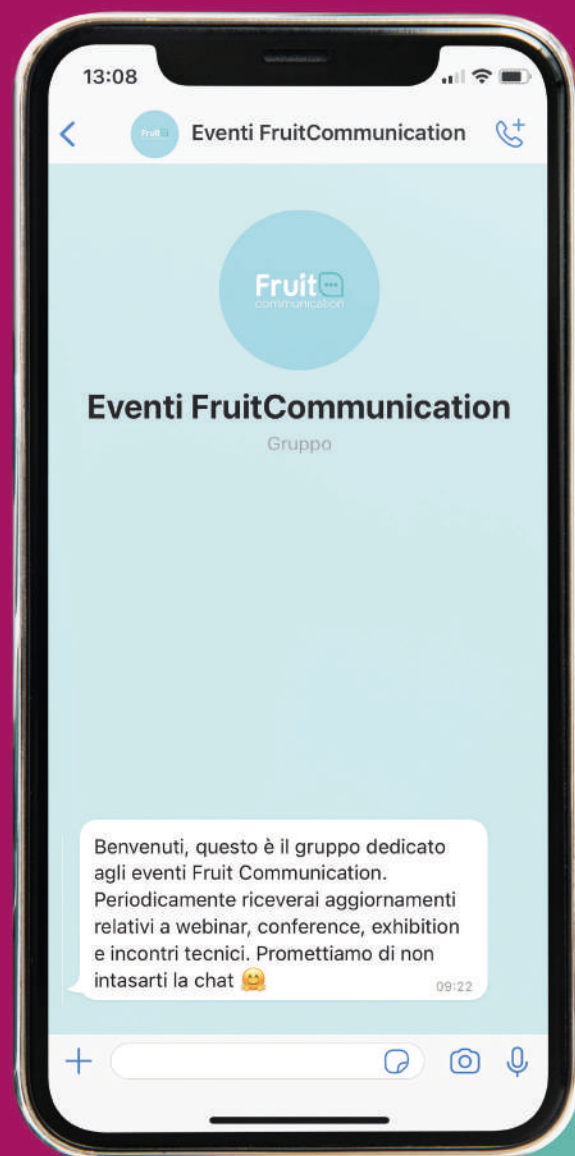 13:08
Fruit
Eventi FruitCommunication
Fruit
communication
Eventi FruitCommunication
Gruppo
Benvenuti, questo è il gruppo dedicato
agli eventi Fruit Communication.
Periodicamente riceverai aggiornamenti
relativi a webinar, conference, exhibition
e incontri tecnici. Promettiamo di non
intasarti la chat 🤗
09:22